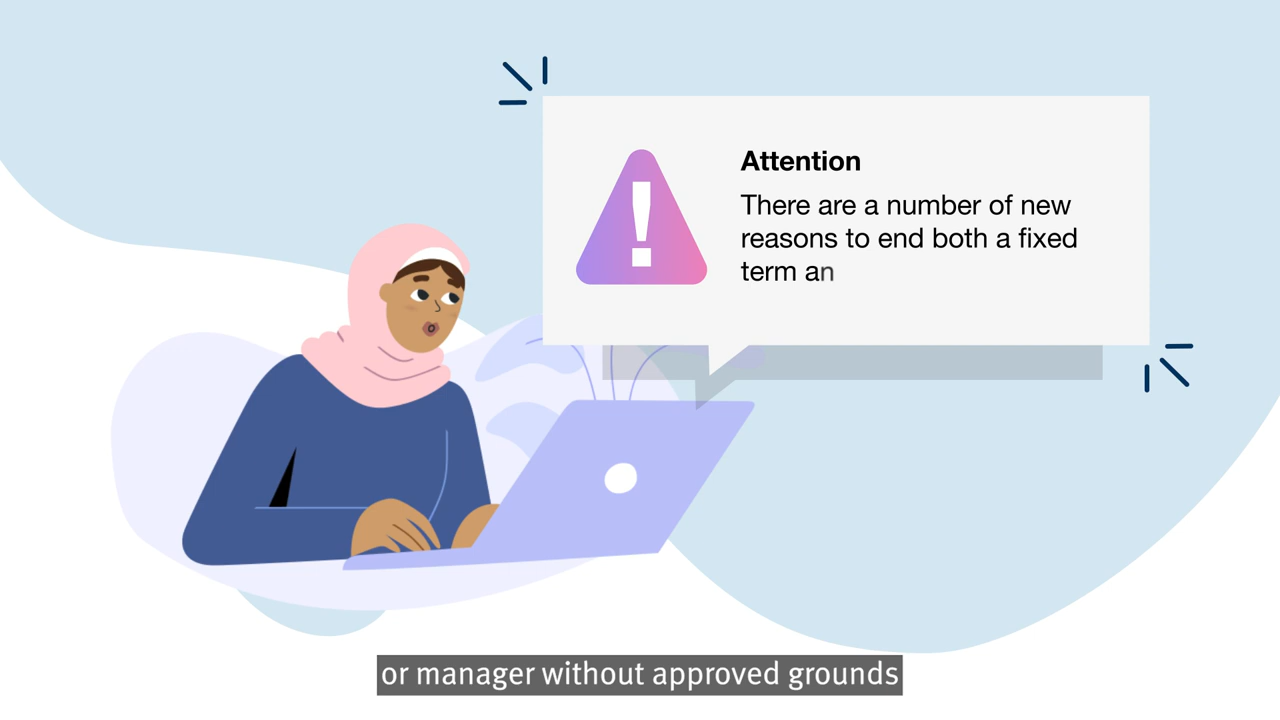 Attention
There are a number of new
reasons to end both a fixed
term an
or manager without approved grounds